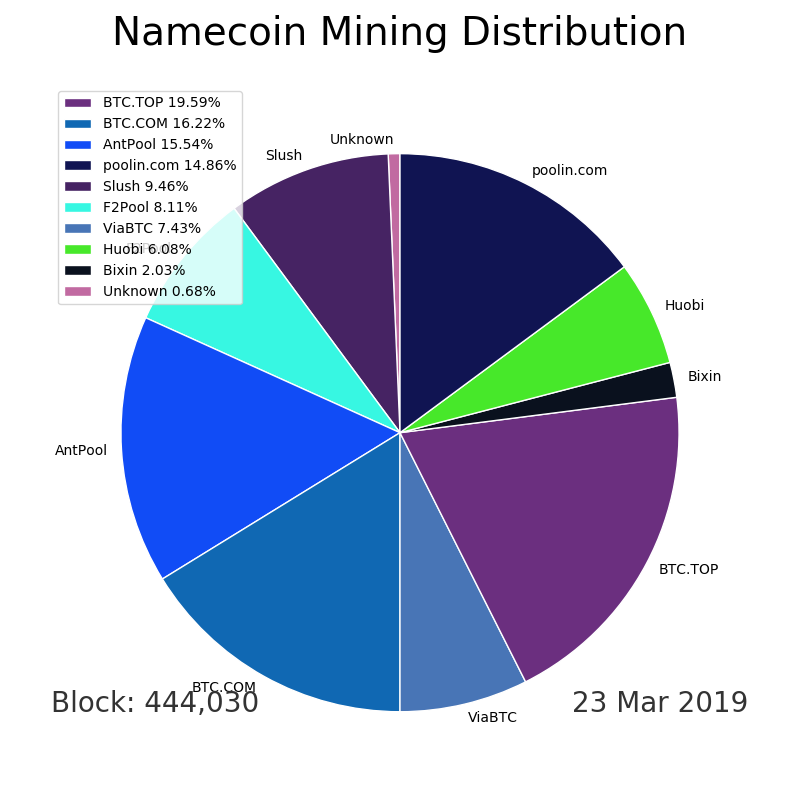 Namecoin Mining Distribution
BTC.TOP 19.59%
BTC.COM 16.22%
AntPool 15.54%
poolin.com 14.86%
Slush 9.46%
F2Pool 8.11%
ViaBTC 7.43%
Huobi 6.08%
Bixin 2.03%
Unknown 0.68%
Unknown
Slush
poolin.com
F2Pool
Huobi
Bixin
AntPool
BTC.TOP
BTC.COM
ViaBTC
Block: 444,030
23 Mar 2019